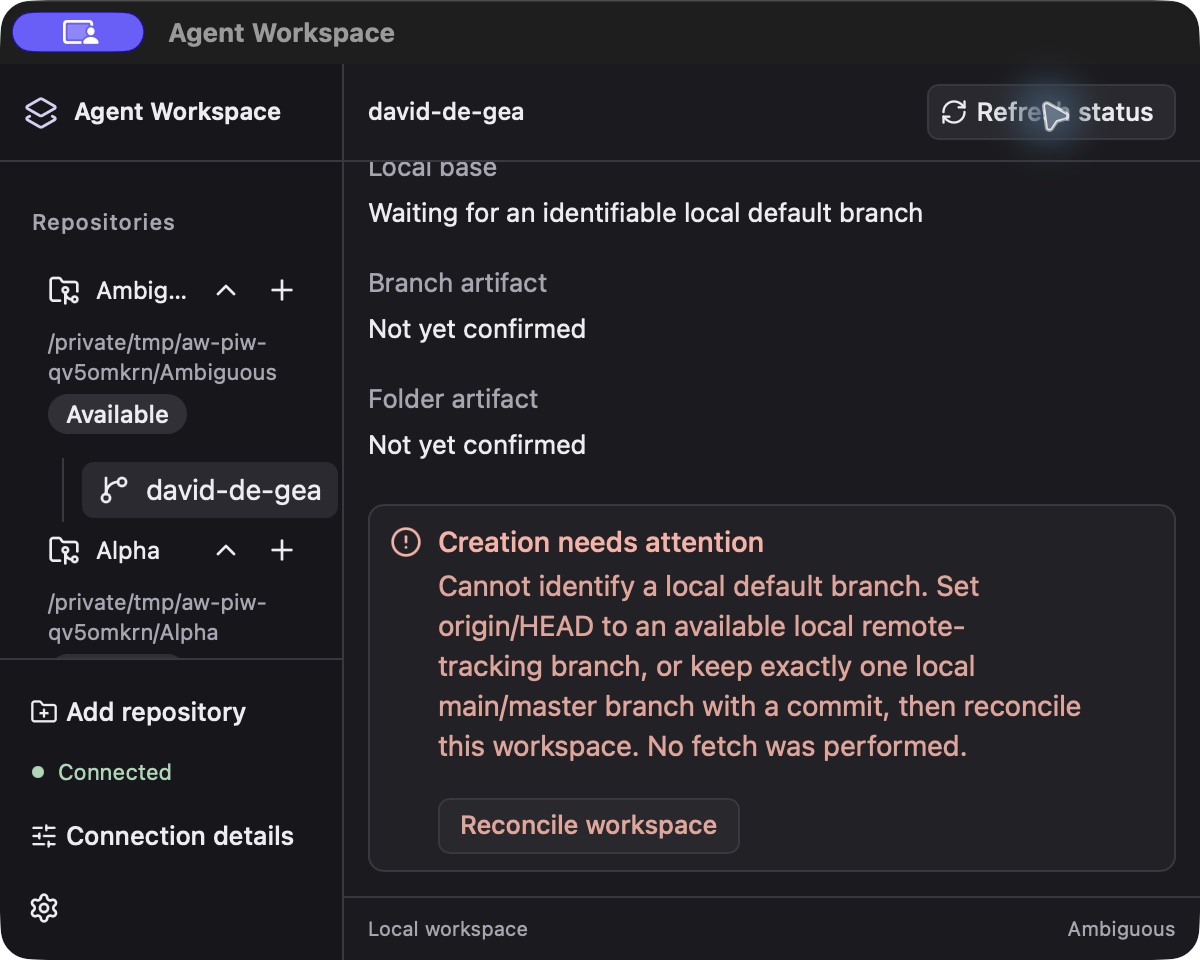 Agent Workspace
Agent Workspace
Repositories
Ambig...
/private/tmp/aw-piw-
qv5omkrn/Ambiguous
Available
david-de-gea
Alpha
/private/tmp/aw-piw-
qv5omkrn/Alpha
Add repository
Connected
Connection details
david-de-gea
Refresh status
Local base
Waiting for an identifiable local default branch
Branch artifact
Not yet confirmed
Folder artifact
Not yet confirmed
Creation needs attention
Cannot identify a local default branch. Set
origin/HEAD to an available local remote-
tracking branch, or keep exactly one local
main/master branch with a commit, then reconcile
this workspace. No fetch was performed.
Reconcile workspace
Local workspace
Ambiguous